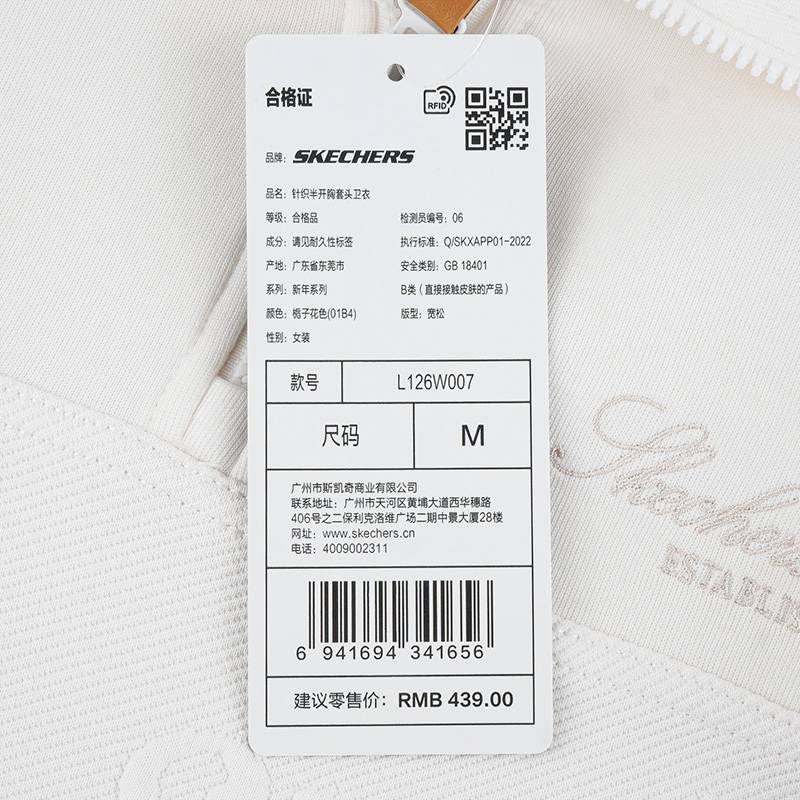 合格证
RFID
品牌: SKECHERS
品名: 针织半开胸套头卫衣
等级: 合格品 检测员编号: 06
成分: 请见耐久性标签 执行标准: Q/SKXAPP01-2022
产地: 广东省东莞市 安全类别: GB 18401
系列: 新年系列 B类（直接接触皮肤的产品）
颜色: 栀子花色(01B4) 版型: 宽松
性别: 女装
款号 L126W007
尺码 M
广州市斯凯奇商业有限公司
联系地址: 广州市天河区黄埔大道西华穗路
406号之二保利克洛维广场二期中景大厦28楼
网址: www.skechers.cn
电话: 4009002311
6 941694 341656
建议零售价: RMB 439.00
Skechers
ESTABLIS